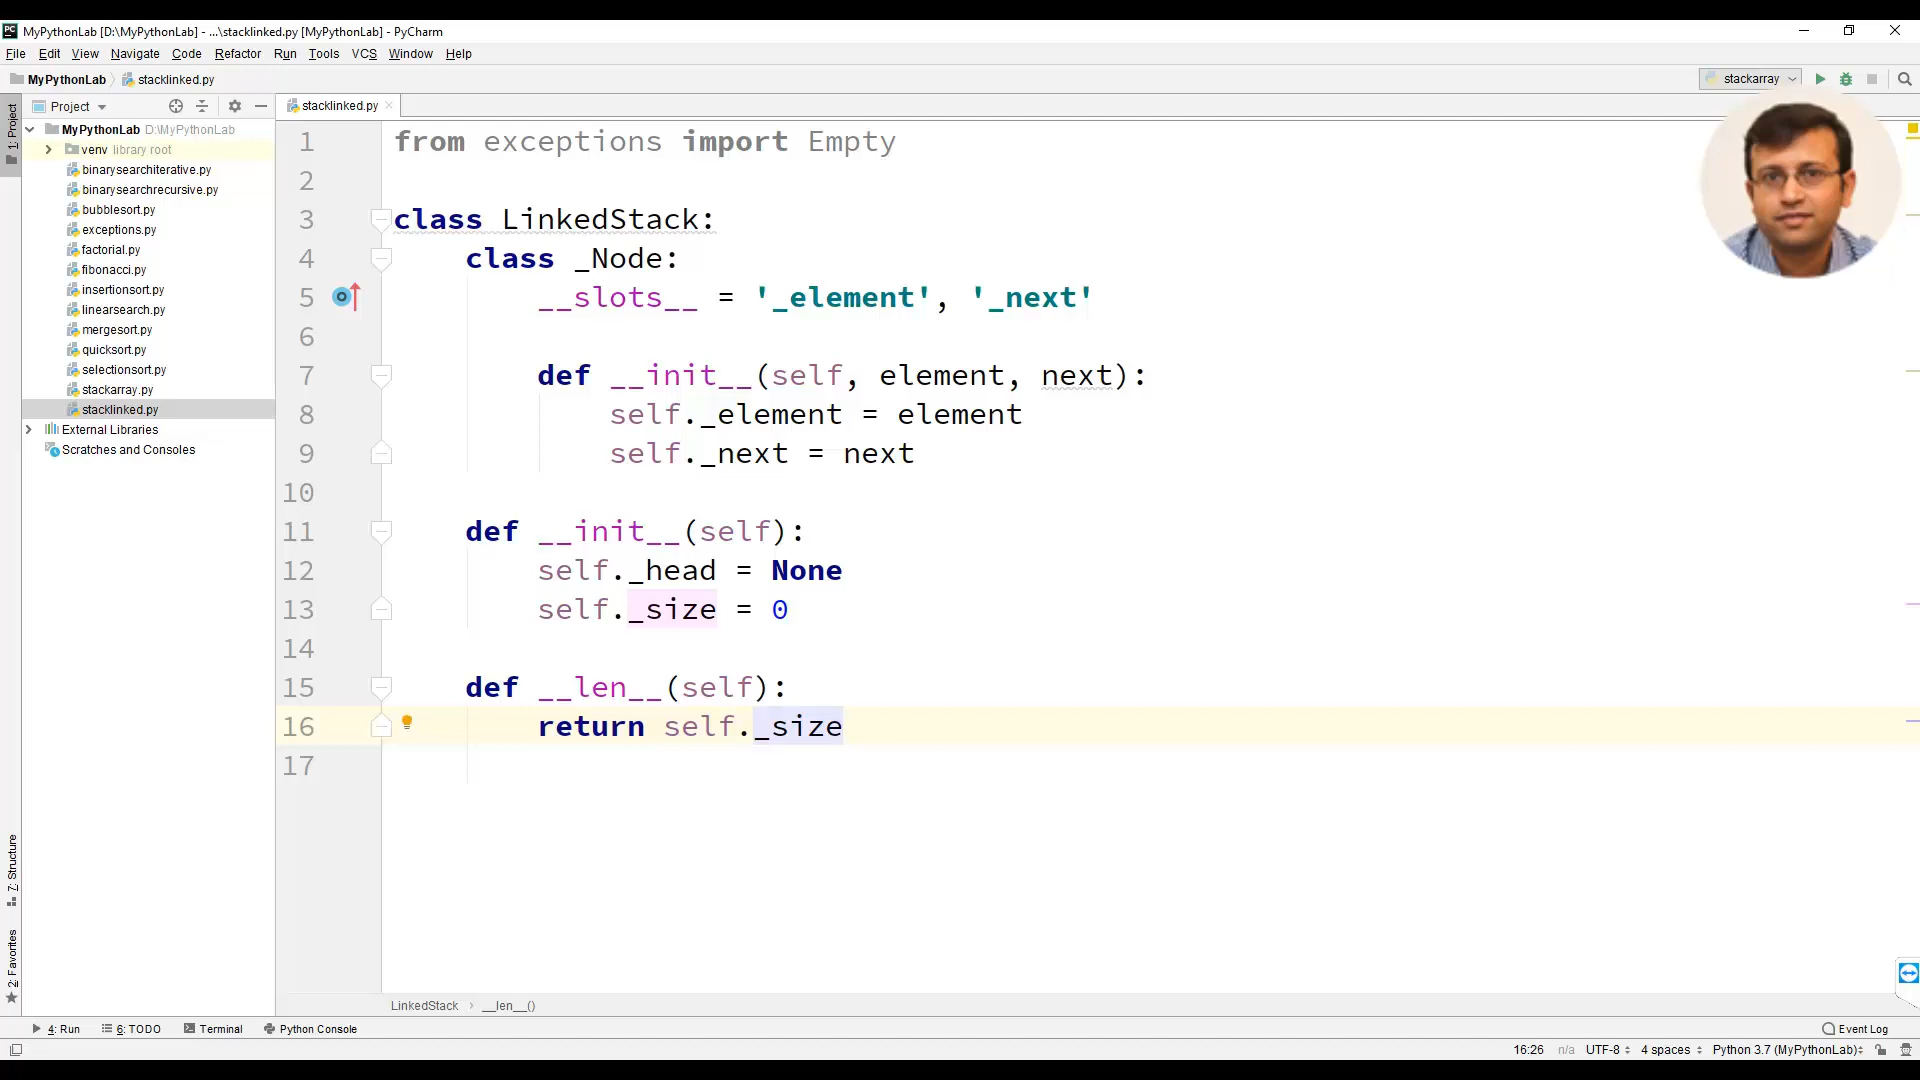 MyPythonLab [D:\MyPythonLab] - ...\stacklinked.py [MyPythonLab] - PyCharm
File Edit View Navigate Code Refactor Run Tools VCS Window Help
MyPythonLab stacklinked.py stackarray
1: Project
Project
stacklinked.py
MyPythonLab D:\MyPythonLab
venv library root
binarysearchiterative.py
binarysearchrecursive.py
bubblesort.py
exceptions.py
factorial.py
fibonacci.py
insertionsort.py
linearsearch.py
mergesort.py
quicksort.py
selectionsort.py
stackarray.py
stacklinked.py
External Libraries
Scratches and Consoles
1 from exceptions import Empty
2
3 class LinkedStack:
4     class _Node:
5         __slots__ = '_element', '_next'
6
7         def __init__(self, element, next):
8             self._element = element
9             self._next = next
10
11     def __init__(self):
12         self._head = None
13         self._size = 0
14
15     def __len__(self):
16         return self._size
17
7: Structure
2: Favorites
LinkedStack __len__()
4: Run 6: TODO Terminal Python Console Event Log
16:26 n/a UTF-8 4 spaces Python 3.7 (MyPythonLab)